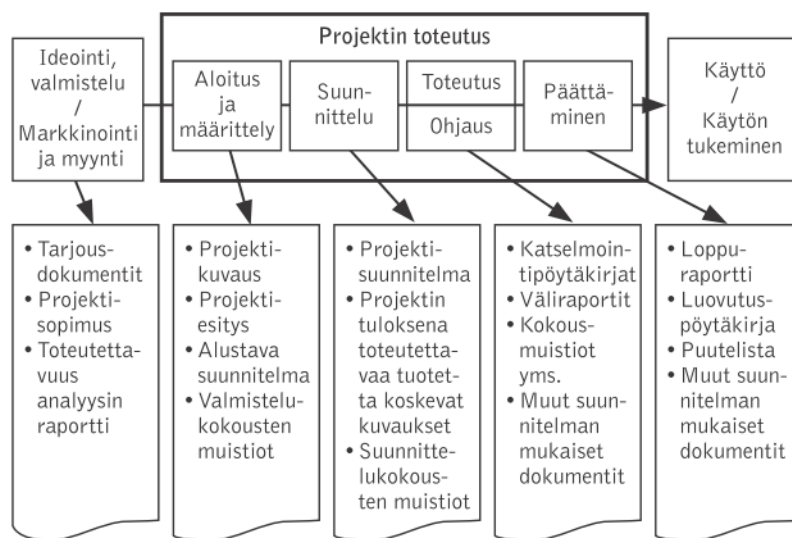 Projektin toteutus
Ideointi,
valmistelu
/
Markkinointi
ja myynti
Aloitus
ja
määrittely
Suun-
nittelu
Toteutus
Ohjaus
Päättä-
minen
Käyttö
/
Käytön
tukeminen
• Tarjous-
dokumentit
• Projekti-
sopimus
• Toteutetta-
vuus
analyysin
raportti
• Projekti-
kuvaus
• Projekti-
esitys
• Alustava
suunnitelma
• Valmistelu-
kokousten
muistiot
• Projekti-
suunnitelma
• Projektin
tuloksena
toteutetta-
vaa tuotet-
ta koskevat
kuvaukset
• Suunnitte-
lukokous-
ten muistiot
• Katselmoin-
tipöytäkirjat
• Väliraportit
• Kokous-
muistiot
yms.
• Muut suun-
nitelman
mukaiset
dokumentit
• Loppu-
raportti
• Luovutus-
pöytäkirja
• Puutelista
• Muut suun-
nitelman
mukaiset
dokumentit